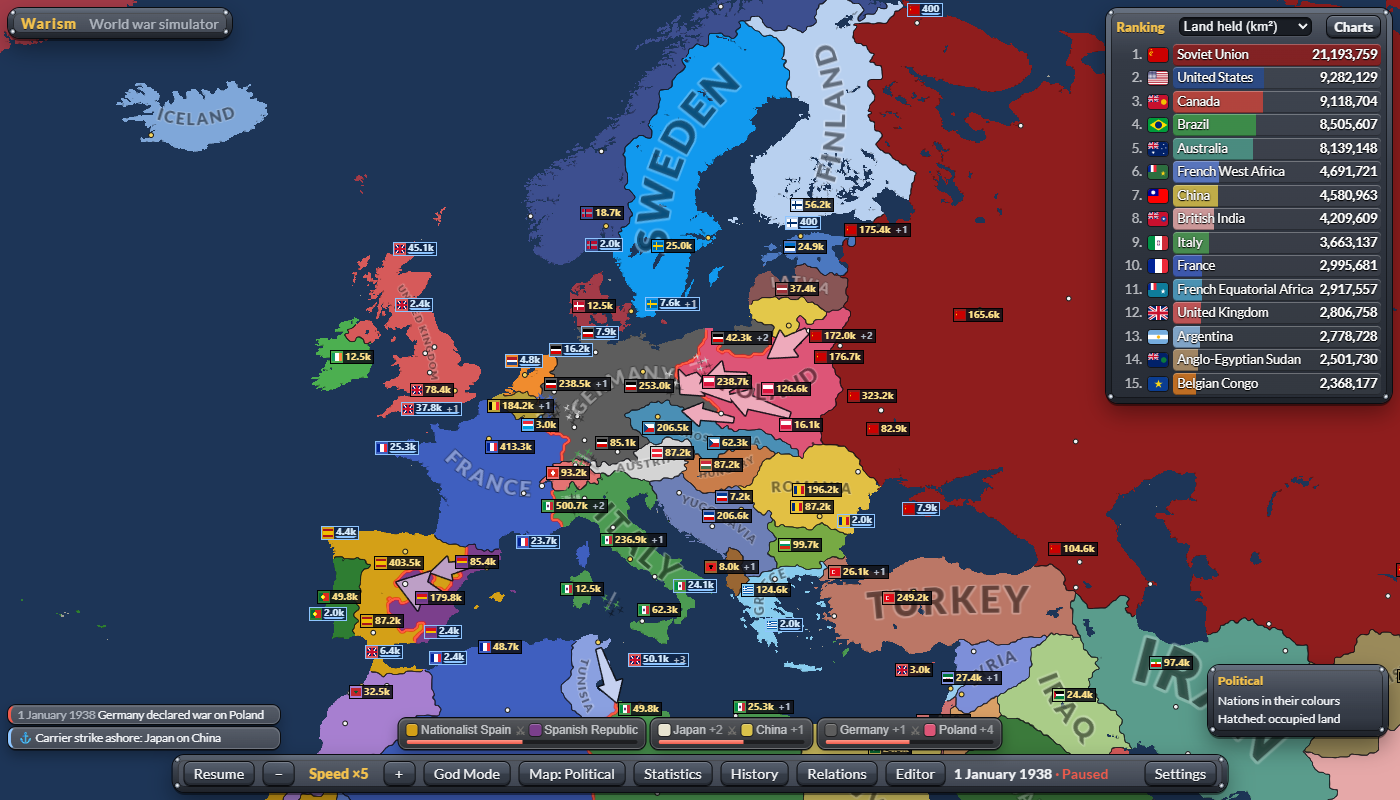 Warism World war simulator
Ranking Land held (km²) Charts
1. Soviet Union 21,193,759
2. United States 9,282,129
3. Canada 9,118,704
4. Brazil 8,505,607
5. Australia 8,139,148
6. French West Africa 4,691,721
7. China 4,580,963
8. British India 4,209,609
9. Italy 3,663,137
10. France 2,995,681
11. French Equatorial Africa 2,917,557
12. United Kingdom 2,806,758
13. Argentina 2,778,728
14. Anglo-Egyptian Sudan 2,501,730
15. Belgian Congo 2,368,177
400
ICELAND
SWEDEN
FINLAND
56.2k
18.7k
400
175.4k +1
45.1k
2.0k
25.0k
24.9k
LATVIA
37.4k
2.4k
12.5k
7.6k +1
165.6k
UNITED KINGDOM
7.9k
42.3k +2
172.0k +2
12.5k
16.2k
176.7k
4.8k
GERMANY
POLAND
238.5k +1
253.0k
238.7k
126.6k
78.4k
323.2k
37.8k +1
184.2k +1
3.0k
206.5k
16.1k
82.9k
25.3k
413.3k
85.1k
62.3k
87.2k
FRANCE
93.2k
AUSTRIA
87.2k
ROMANIA
196.2k
7.2k
500.7k +2
YUGOSLAVIA
206.6k
87.2k
2.0k
7.9k
4.4k
23.7k
236.9k +1
ITALY
99.7k
104.6k
403.5k
85.4k
8.0k +1
26.1k +1
12.5k
24.1k
GREECE
124.6k
49.8k
179.8k
TURKEY
249.2k
2.0k
87.2k
62.3k
2.0k
2.4k
6.4k
2.4k
48.7k
50.1k +3
TUNISIA
3.0k
SYRIA
27.4k +1
IRAN
97.4k
32.5k
49.8k
25.3k +1
IRAQ
24.4k
Political
Nations in their colours
Hatched: occupied land
1 January 1938 Germany declared war on Poland
Carrier strike ashore: Japan on China
Nationalist Spain Spanish Republic
Japan +2 China +1
Germany +1 Poland +4
Resume − Speed ×5 + God Mode Map: Political Statistics History Relations Editor 1 January 1938 · Paused Settings